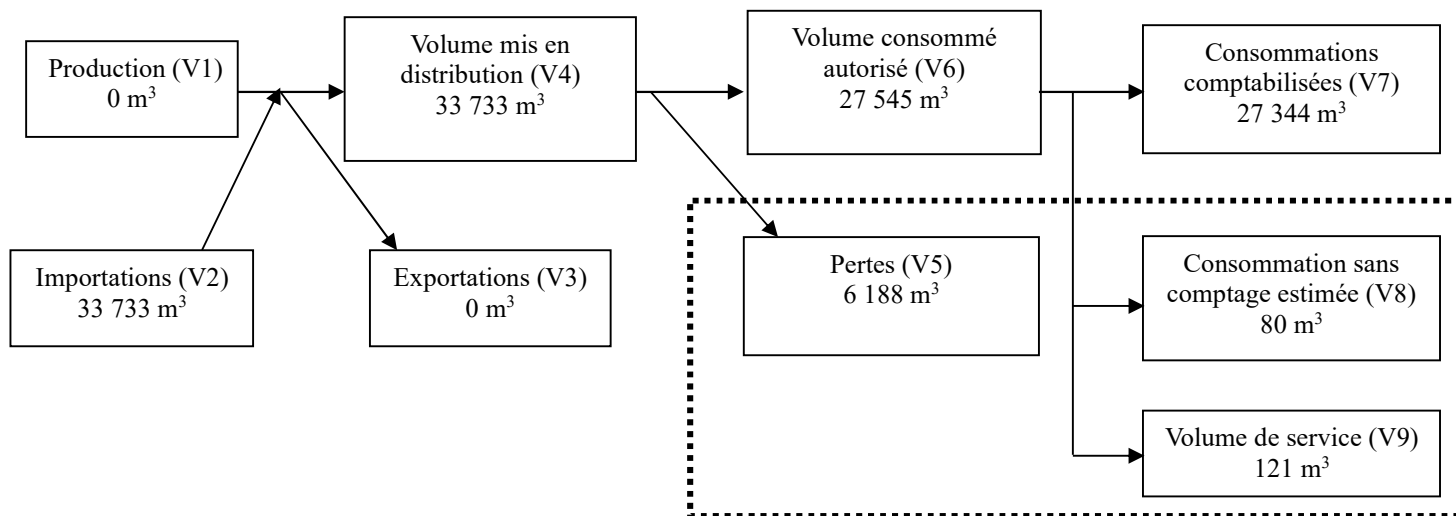 Production (V1)
0 m³
Volume mis en
distribution (V4)
33 733 m³
Volume consommé
autorisé (V6)
27 545 m³
Consommations
comptabilisées (V7)
27 344 m³
Importations (V2)
33 733 m³
Exportations (V3)
0 m³
Pertes (V5)
6 188 m³
Consommation sans
comptage estimée (V8)
80 m³
Volume de service (V9)
121 m³